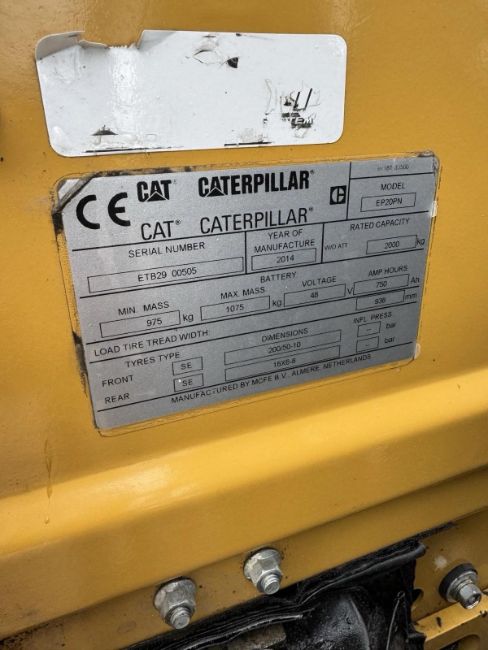 CE CAT CATERPILLAR
CAT® CATERPILLAR®
MODEL
EP20PN
SERIAL NUMBER
ETB29 00505
YEAR OF
MANUFACTURE
2014
RATED CAPACITY
W/O ATT 2000 kg
BATTERY
MIN. MASS MAX. MASS VOLTAGE AMP HOURS
975 kg 1075 kg 48 V 750 Ah
LOAD TIRE TREAD WIDTH: 936 mm
TYRES TYPE DIMENSIONS INFL. PRESS
FRONT SE 200/50-10 - bar
REAR SE 16X6-8 - bar
MANUFACTURED BY MCFE B.V., ALMERE, NETHERLANDS